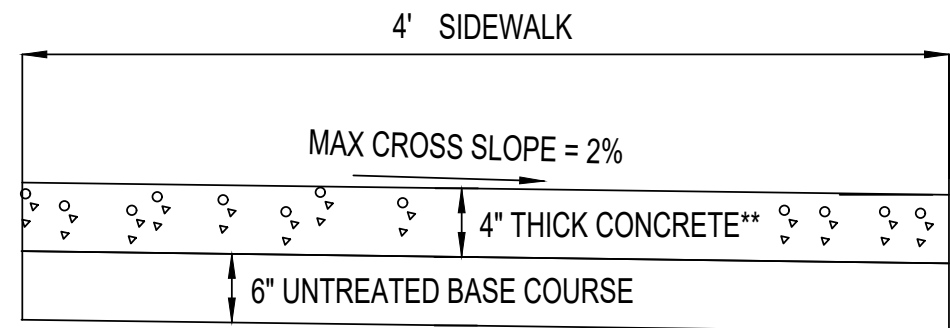 4' SIDEWALK
MAX CROSS SLOPE = 2%
4" THICK CONCRETE**
6" UNTREATED BASE COURSE